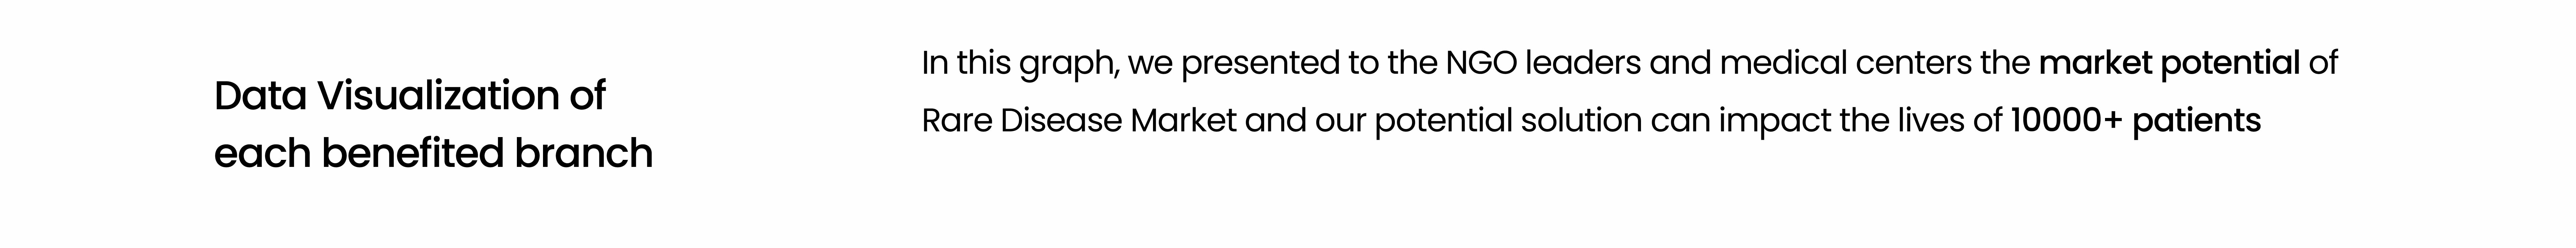 Data Visualization of
each benefited branch
In this graph, we presented to the NGO leaders and medical centers the market potential of
Rare Disease Market and our potential solution can impact the lives of 10000+ patients